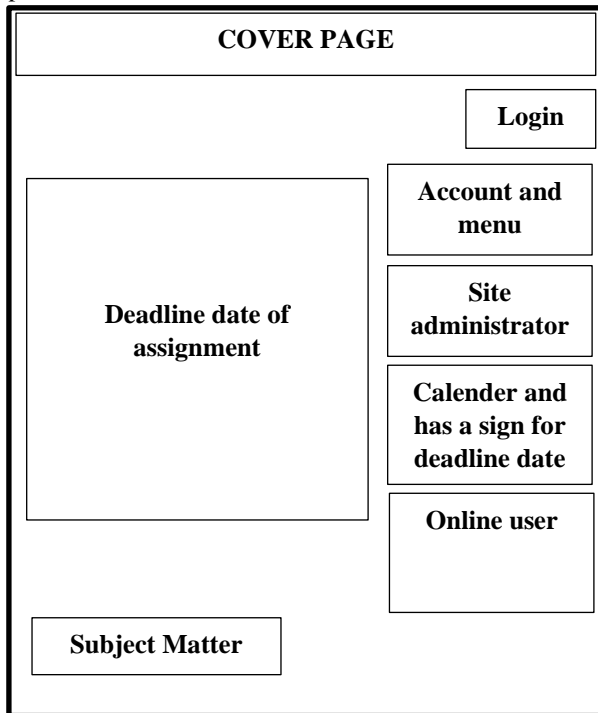 COVER PAGE
Login
Account and
menu
Deadline date of
assignment
Site
administrator
Calender and
has a sign for
deadline date
Online user
Subject Matter